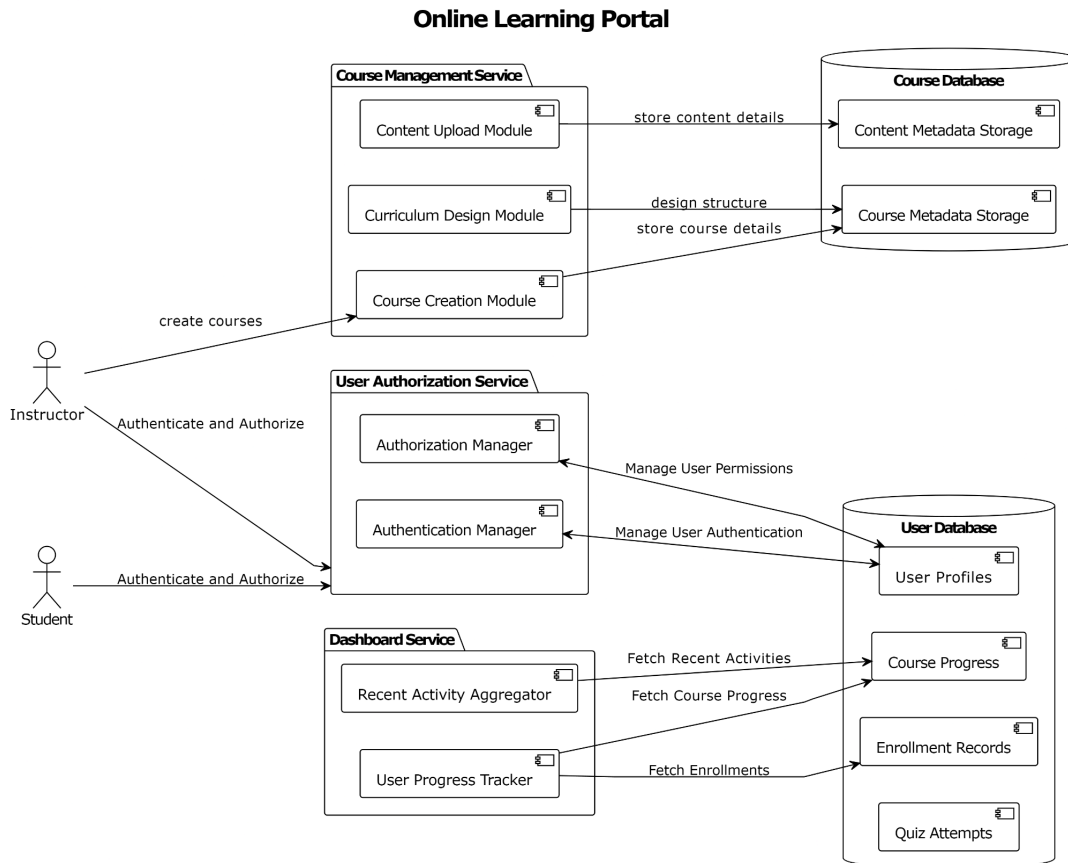 Online Learning Portal
Course Management Service
Content Upload Module
Curriculum Design Module
Course Creation Module
Course Database
Content Metadata Storage
Course Metadata Storage
store content details
design structure
store course details
create courses
Instructor
Authenticate and Authorize
User Authorization Service
Authorization Manager
Authentication Manager
Manage User Permissions
Manage User Authentication
Student
Authenticate and Authorize
User Database
User Profiles
Course Progress
Enrollment Records
Quiz Attempts
Dashboard Service
Recent Activity Aggregator
User Progress Tracker
Fetch Recent Activities
Fetch Course Progress
Fetch Enrollments